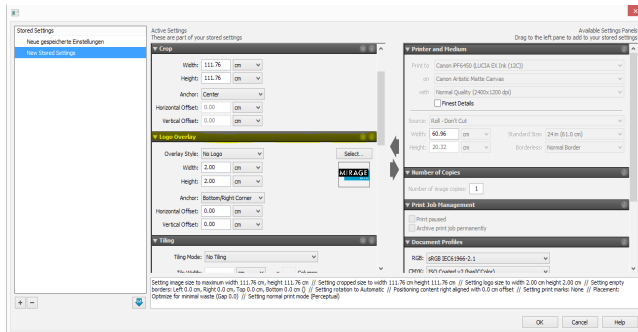 Stored Settings
Neue gespeicherte Einstellungen
New Stored Settings
Active Settings
These are part of your stored settings
Available Settings Panels
Drag to the left pane to add to your stored settings
Crop
Width: 111.76 cm
Height: 111.76 cm
Anchor: Center
Horizontal Offset: 0.00 cm
Vertical Offset: 0.00 cm
Logo Overlay
Overlay Style: No Logo Select...
Width: 2.00 cm
MIRAGE
Height: 2.00 cm
Anchor: Bottom/Right Corner
Horizontal Offset: 0.00 cm
Vertical Offset: 0.00 cm
Tiling
Tiling Mode: No Tiling
Printer and Medium
Print to Canon iPF6450 (LUCIA EX Ink (12C))
on Canon Artistic Matte Canvas
with Normal Quality (2400x1200 dpi)
Finest Details
Source: Roll - Don't Cut
Width: 60.96 cm Standard Size: 24 in (61.0 cm)
Height: 20.32 cm Borderless: Normal Border
Number of Copies
Number of image copies: 1
Print Job Management
Print paused
Archive print job permanently
Document Profiles
RGB: sRGB IEC61966-2.1
CMYK: ISO Coated v2 (basICColor)
Setting image size to maximum width 111.76 cm, height 111.76 cm // Setting cropped size to width 111.76 cm height 111.76 cm // Setting logo size to width 2.00 cm height 2.00 cm // Setting empty
borders: Left 0.0 cm, Right 0.0 cm, Top 0.0 cm, Bottom 0.0 cm () // Setting rotation to Automatic // Positioning content right aligned with 0.0 cm offset // Setting print marks: None // Placement:
Optimize for minimal waste (Gap 0.0) // Setting normal print mode (Perceptual)
OK Cancel Help